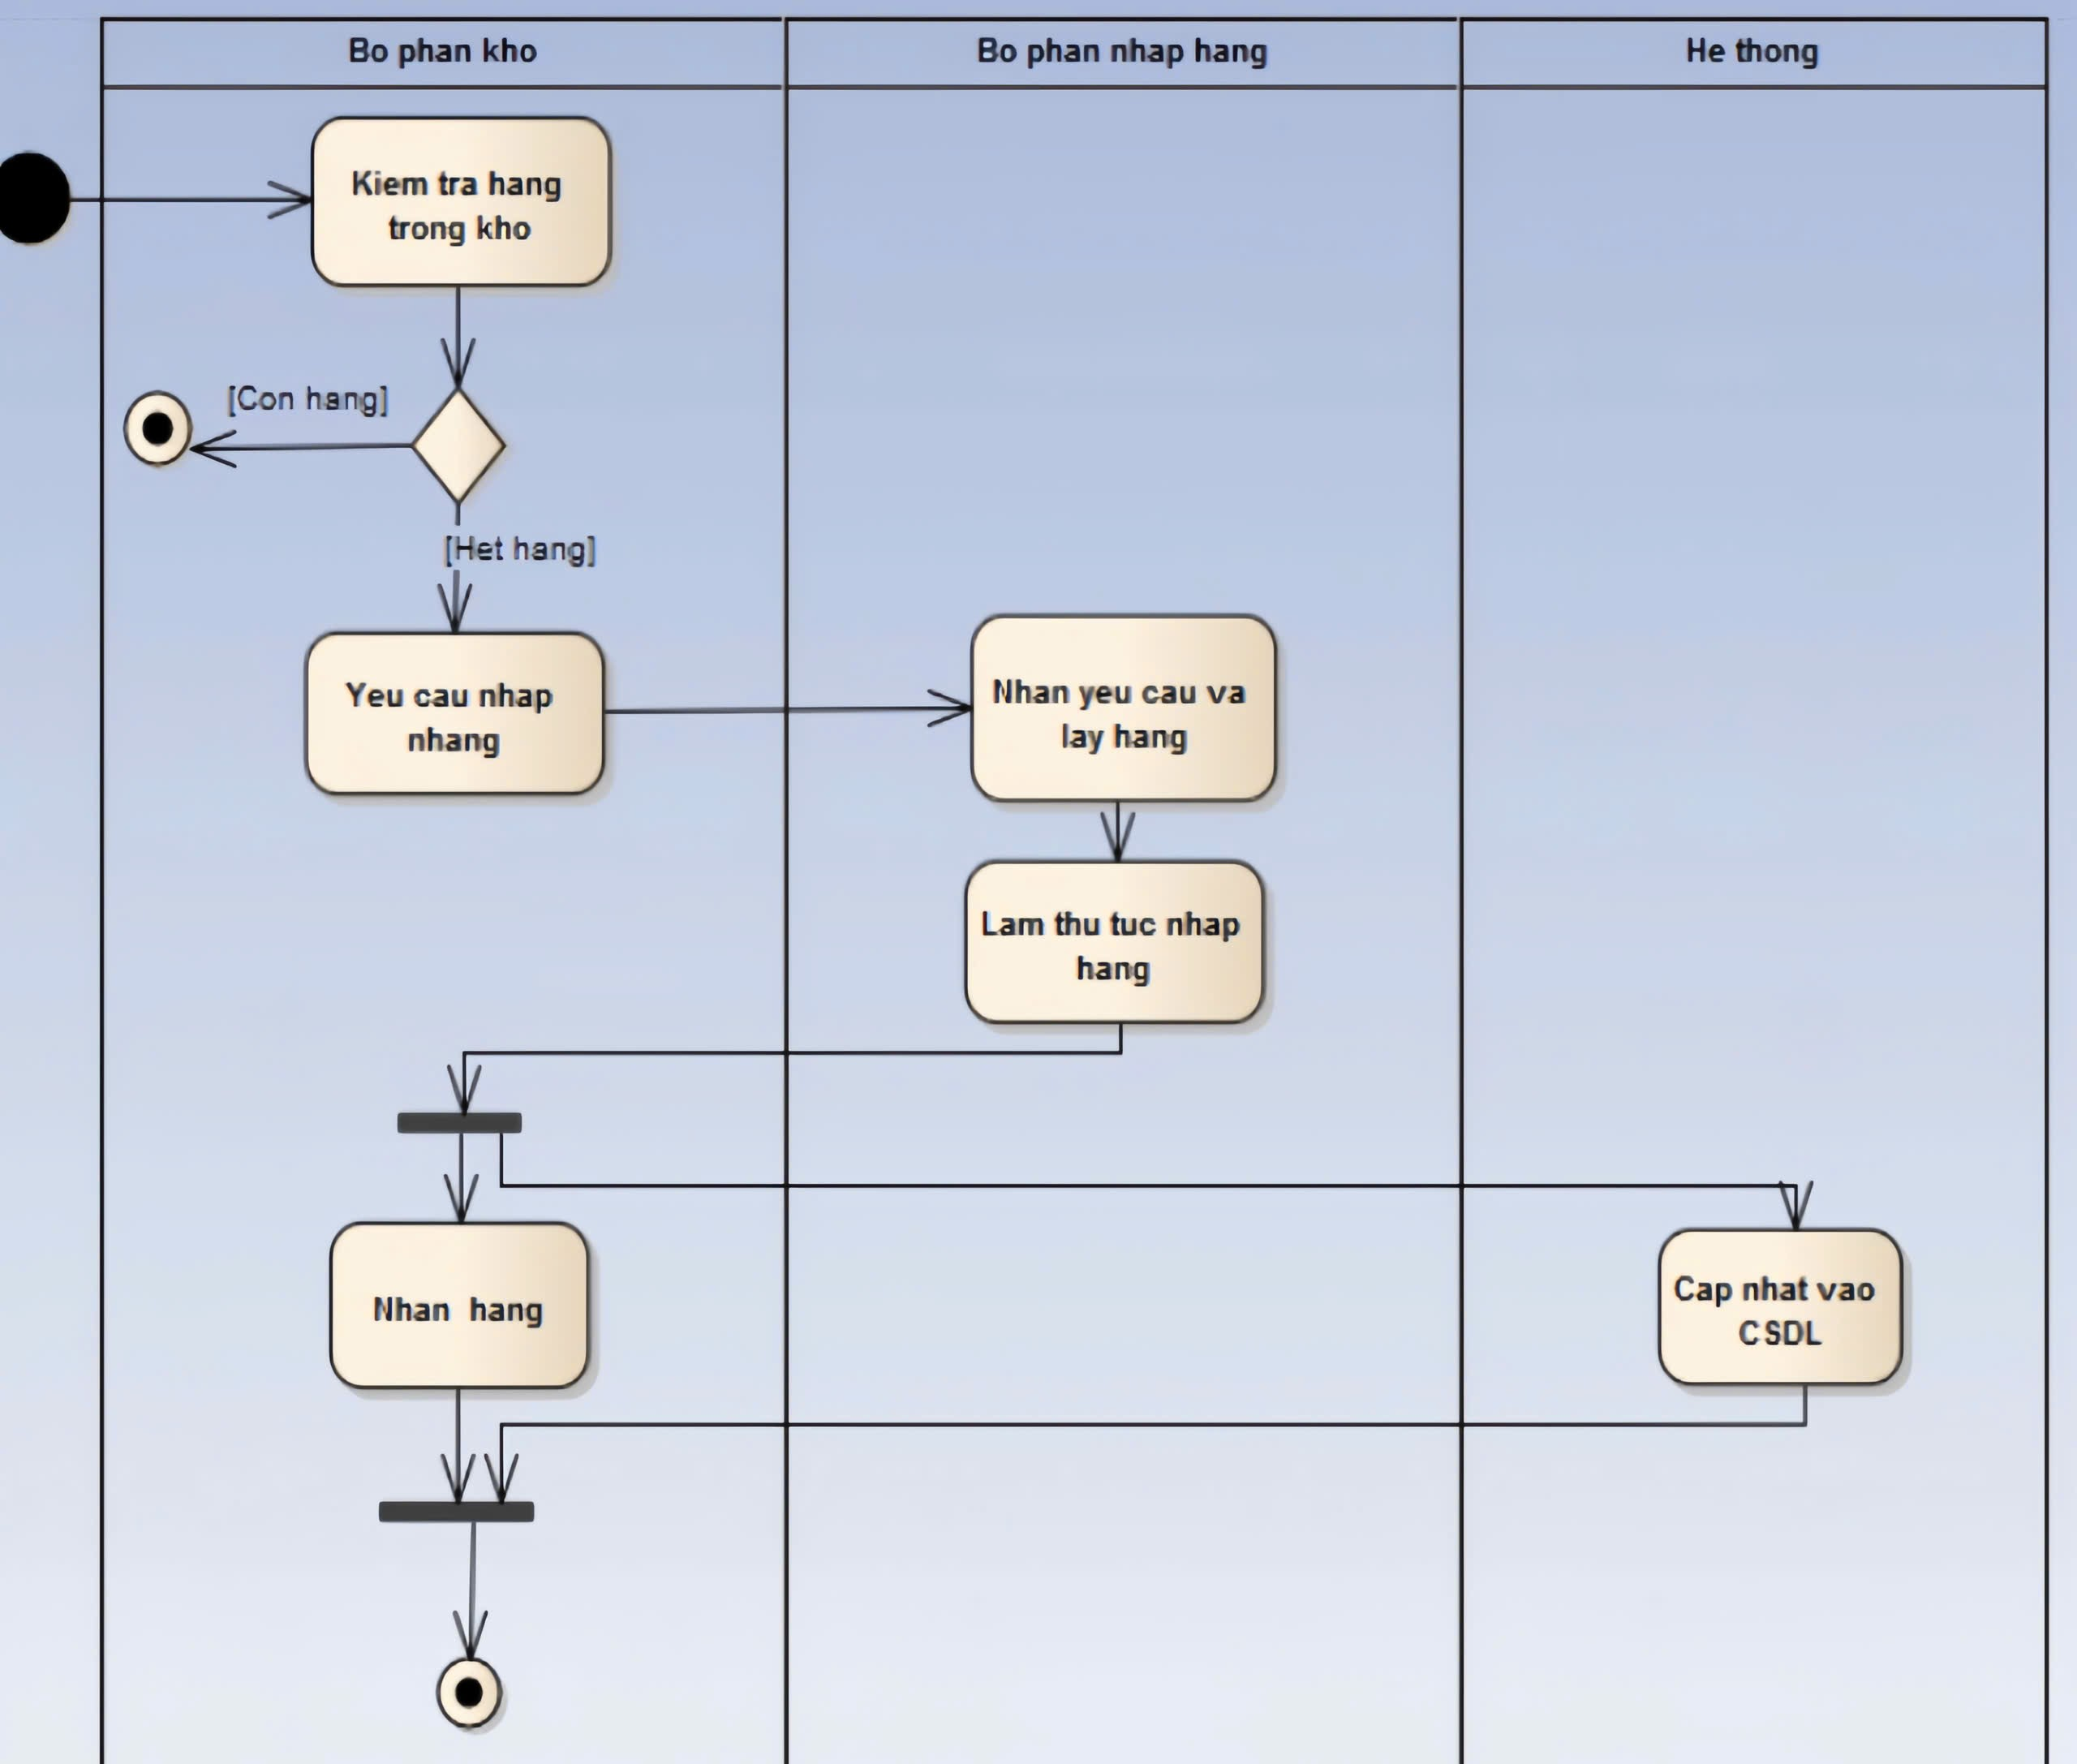 Bo phan kho
Bo phan nhap hang
He thong
Kiem tra hang
trong kho
[Con hang]
[Het hang]
Yeu cau nhap
nhang
Nhan yeu cau va
lay hang
Lam thu tuc nhap
hang
Nhan hang
Cap nhat vao
CSDL